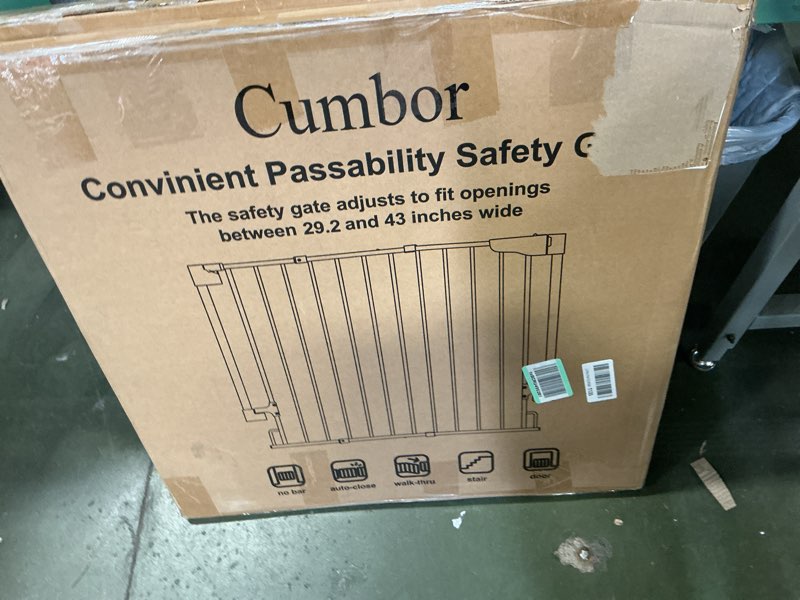 Cumbor
Convinient Passability Safety G
The safety gate adjusts to fit openings
between 29.2 and 43 inches wide
no bar
auto-close
walk-thru
stair
door